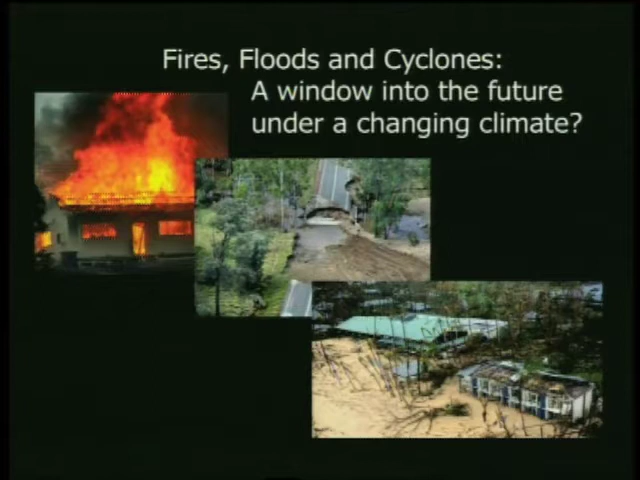 Fires, Floods and Cyclones:
A window into the future
under a changing climate?